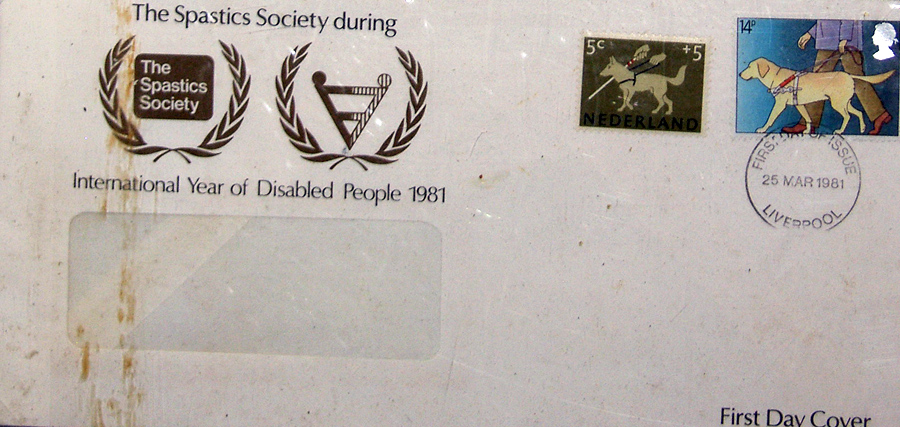 The Spastics Society during
The
Spastics
Society
International Year of Disabled People 1981
5c +5
NEDERLAND
14P
FIRST DAY OF ISSUE
25 MAR 1981
LIVERPOOL
First Day Cover